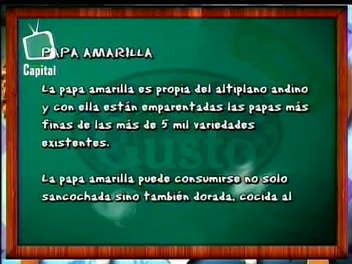 PAPA AMARILLA
Capital
La papa amarilla es propia del altiplano andino
y con ella están emparentadas las papas más
finas de las más de 5 mil variedades
existentes.
Gusto
La papa amarilla puede consumirse no solo
sancochada sino también dorada, cocida al